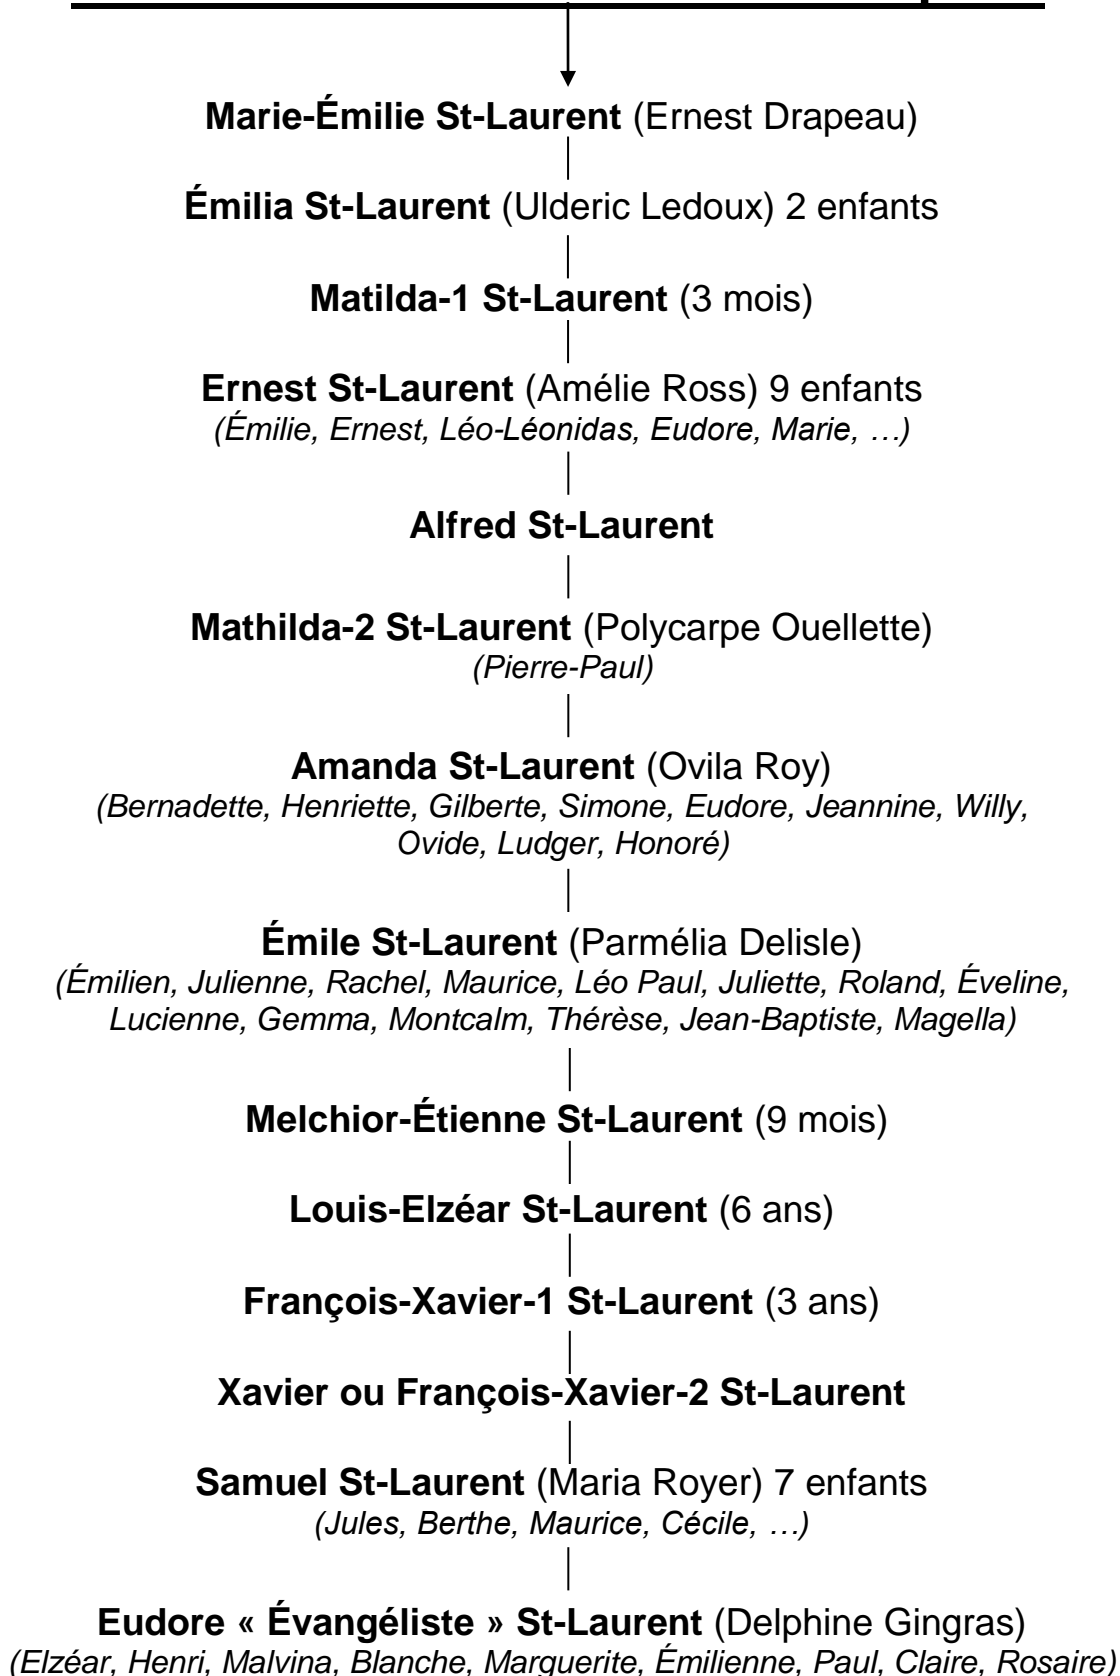 Marie-Émilie St-Laurent (Ernest Drapeau)
Émilia St-Laurent (Ulderic Ledoux) 2 enfants
Matilda-1 St-Laurent (3 mois)
Ernest St-Laurent (Amélie Ross) 9 enfants
(Émilie, Ernest, Léo-Léonidas, Eudore, Marie, …)
Alfred St-Laurent
Mathilda-2 St-Laurent (Polycarpe Ouellette)
(Pierre-Paul)
Amanda St-Laurent (Ovila Roy)
(Bernadette, Henriette, Gilberte, Simone, Eudore, Jeannine, Willy,
Ovide, Ludger, Honoré)
Émile St-Laurent (Parmélia Delisle)
(Émilien, Julienne, Rachel, Maurice, Léo Paul, Juliette, Roland, Éveline,
Lucienne, Gemma, Montcalm, Thérèse, Jean-Baptiste, Magella)
Melchior-Étienne St-Laurent (9 mois)
Louis-Elzéar St-Laurent (6 ans)
François-Xavier-1 St-Laurent (3 ans)
Xavier ou François-Xavier-2 St-Laurent
Samuel St-Laurent (Maria Royer) 7 enfants
(Jules, Berthe, Maurice, Cécile, …)
Eudore « Évangéliste » St-Laurent (Delphine Gingras)
(Elzéar, Henri, Malvina, Blanche, Marguerite, Émilienne, Paul, Claire, Rosaire)